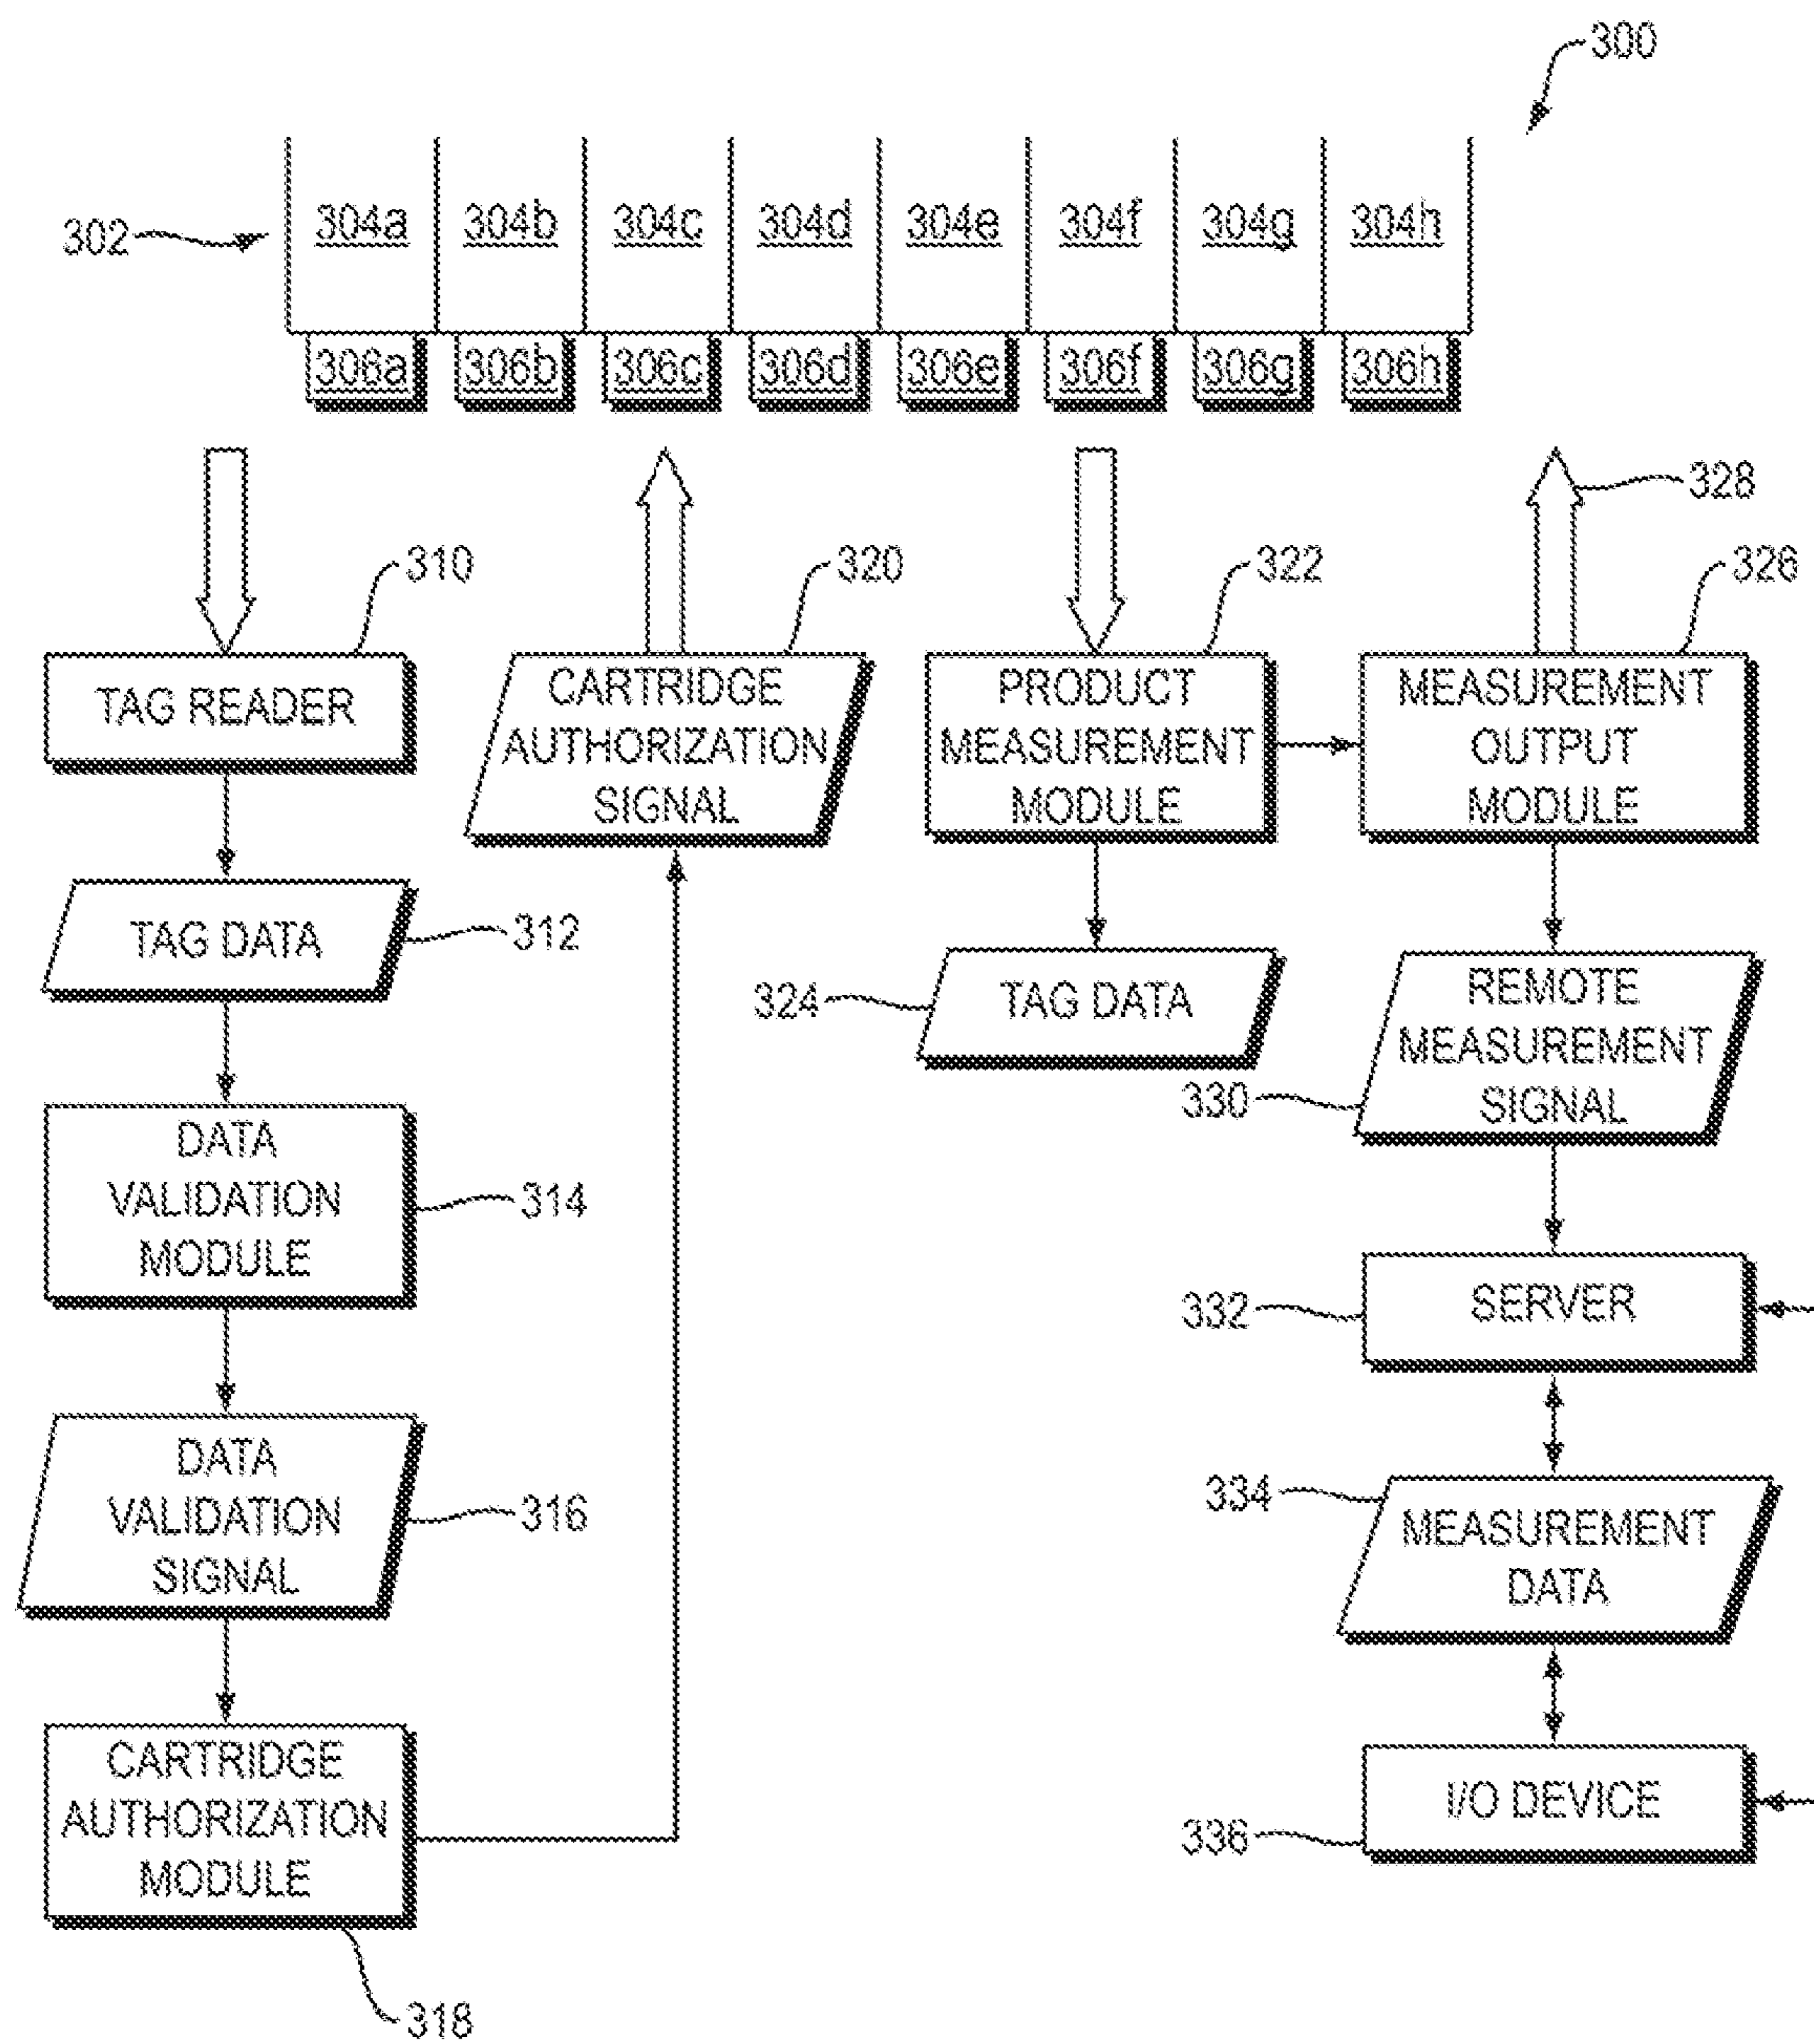 300
302
304a 304b 304c 304d 304e 304f 304g 304h
306a 306b 306c 306d 306e 306f 306g 306h
328
310
320
322
326
TAG READER
CARTRIDGE
AUTHORIZATION
SIGNAL
PRODUCT
MEASUREMENT
MODULE
MEASUREMENT
OUTPUT
MODULE
TAG DATA
312
324
TAG DATA
REMOTE
MEASUREMENT
SIGNAL
330
DATA
VALIDATION
MODULE
314
332
SERVER
DATA
VALIDATION
SIGNAL
316
334
MEASUREMENT
DATA
CARTRIDGE
AUTHORIZATION
MODULE
318
I/O DEVICE
336